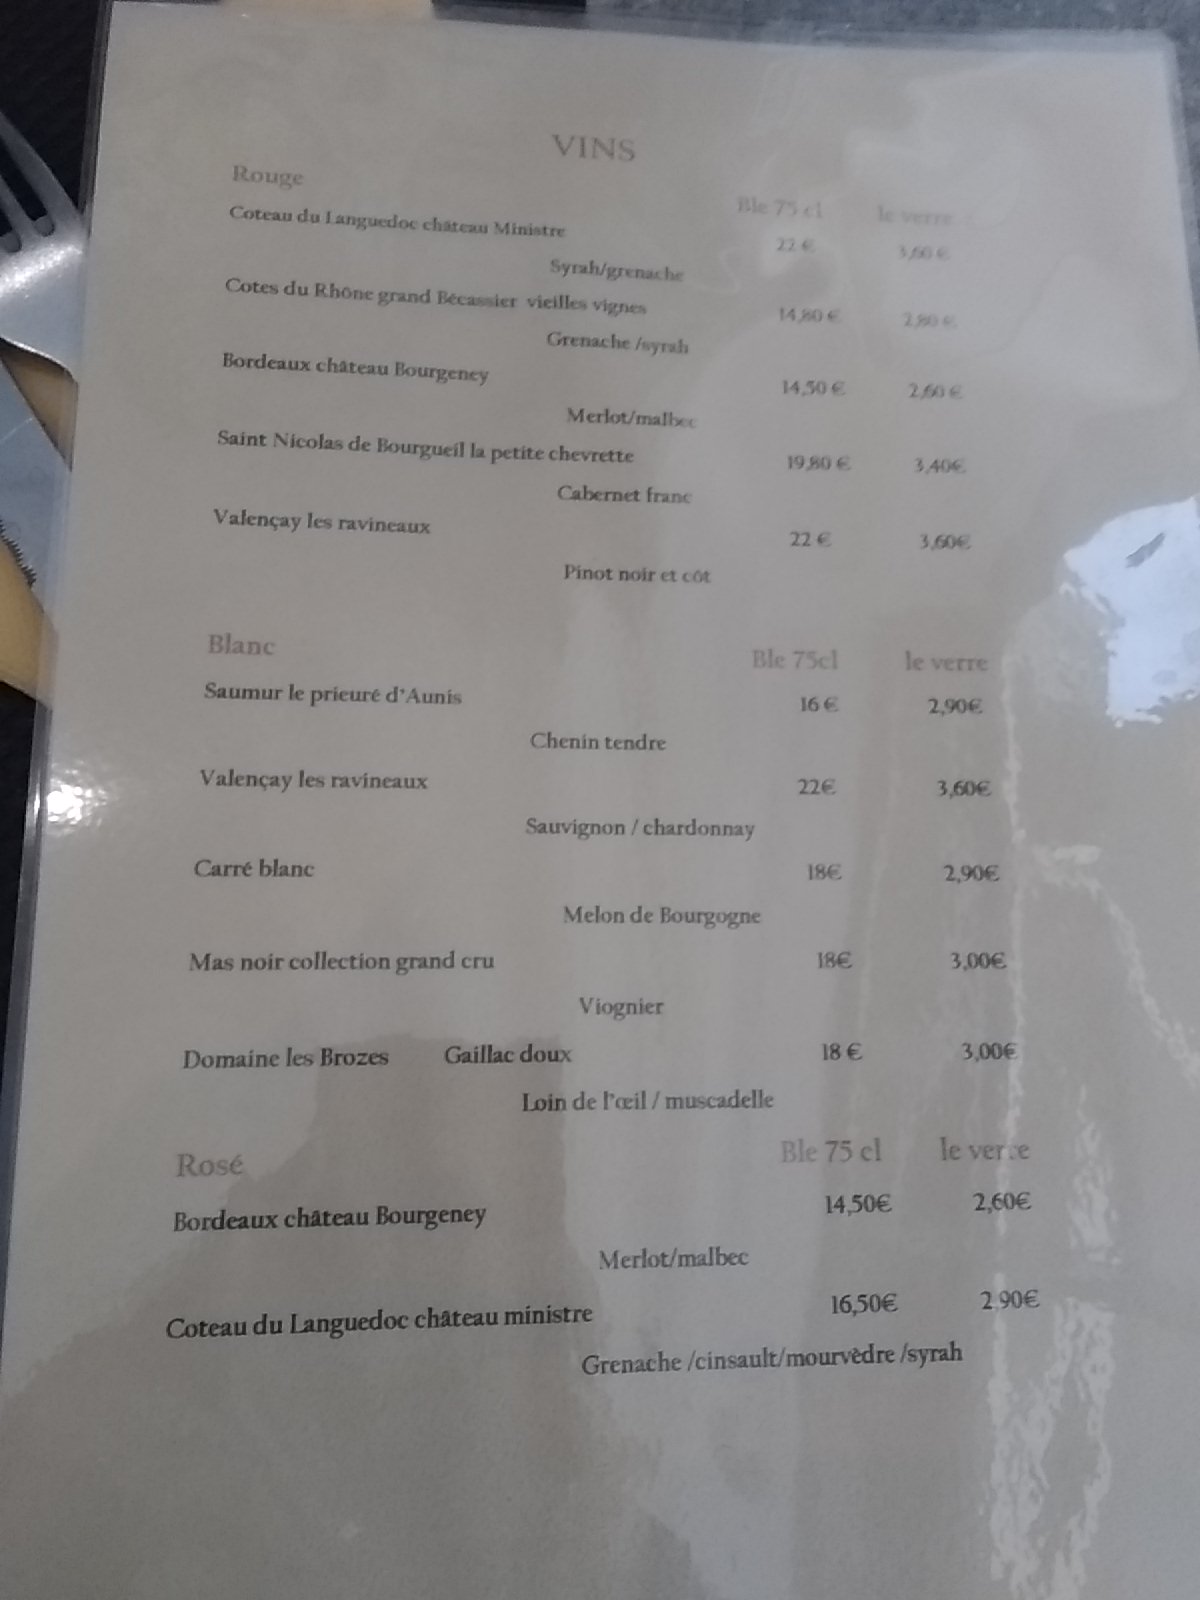 VINS
Rouge
Ble 75 cl le verre
Coteau du Languedoc château Ministre 22 € 3,60 €
Syrah/grenache
Cotes du Rhône grand Bécassier vieilles vignes 14,80 € 2,80 €
Grenache /syrah
Bordeaux château Bourgeney 14,50 € 2,60 €
Merlot/malbec
Saint Nicolas de Bourgueil la petite chevrette 19,80 € 3,40€
Cabernet franc
Valençay les ravineaux 22 € 3,60€
Pinot noir et côt
Blanc Ble 75cl le verre
Saumur le prieuré d'Aunis 16 € 2,90€
Chenin tendre
Valençay les ravineaux 22€ 3,60€
Sauvignon / chardonnay
Carré blanc 18€ 2,90€
Melon de Bourgogne
Mas noir collection grand cru 18€ 3,00€
Viognier
Domaine les Brozes Gaillac doux 18 € 3,00€
Loin de l'œil / muscadelle
Rosé Ble 75 cl le verre
Bordeaux château Bourgeney 14,50€ 2,60€
Merlot/malbec
Coteau du Languedoc château ministre 16,50€ 2,90€
Grenache /cinsault/mourvèdre /syrah